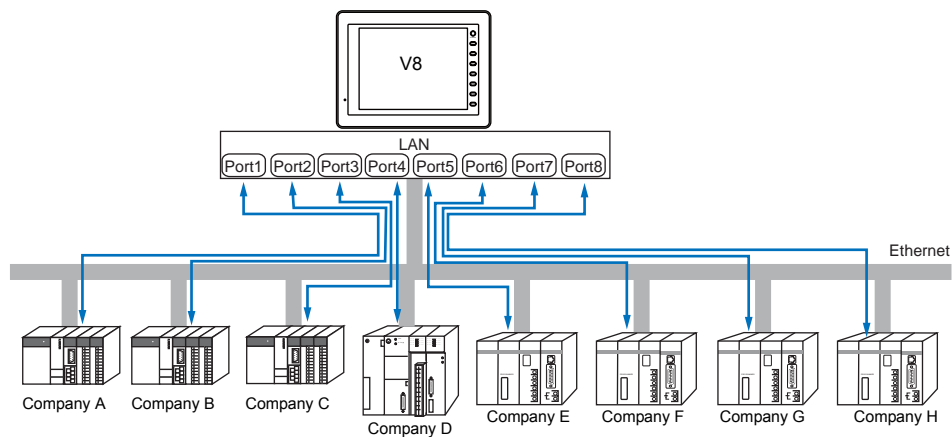 V8
LAN
Port1 Port2 Port3 Port4 Port5 Port6 Port7 Port8
Ethernet
Company A
Company B
Company C
Company D
Company E
Company F
Company G
Company H